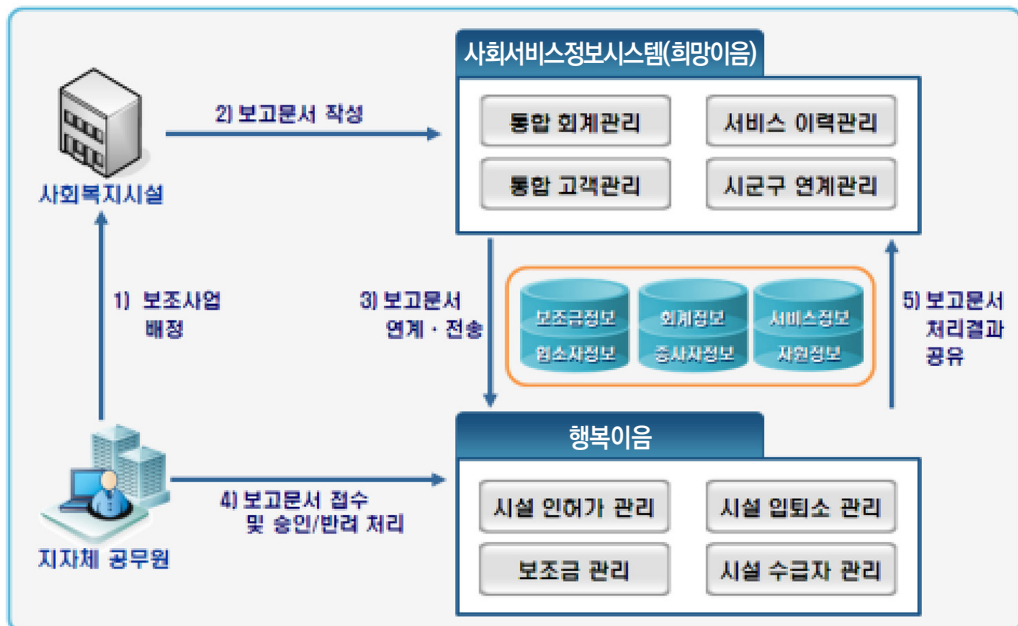 사회서비스정보시스템(희망이음)
2) 보고문서 작성
통합 회계관리
서비스 이력관리
통합 고객관리
시군구 연계관리
사회복지시설
1) 보조사업
배정
3) 보고문서
연계·전송
보조금정보
회계정보
서비스정보
입소자정보
종사자정보
자원정보
5) 보고문서
처리결과
공유
행복이음
4) 보고문서 접수
및 승인/반려 처리
시설 인허가 관리
시설 입퇴소 관리
보조금 관리
시설 수급자 관리
지자체 공무원